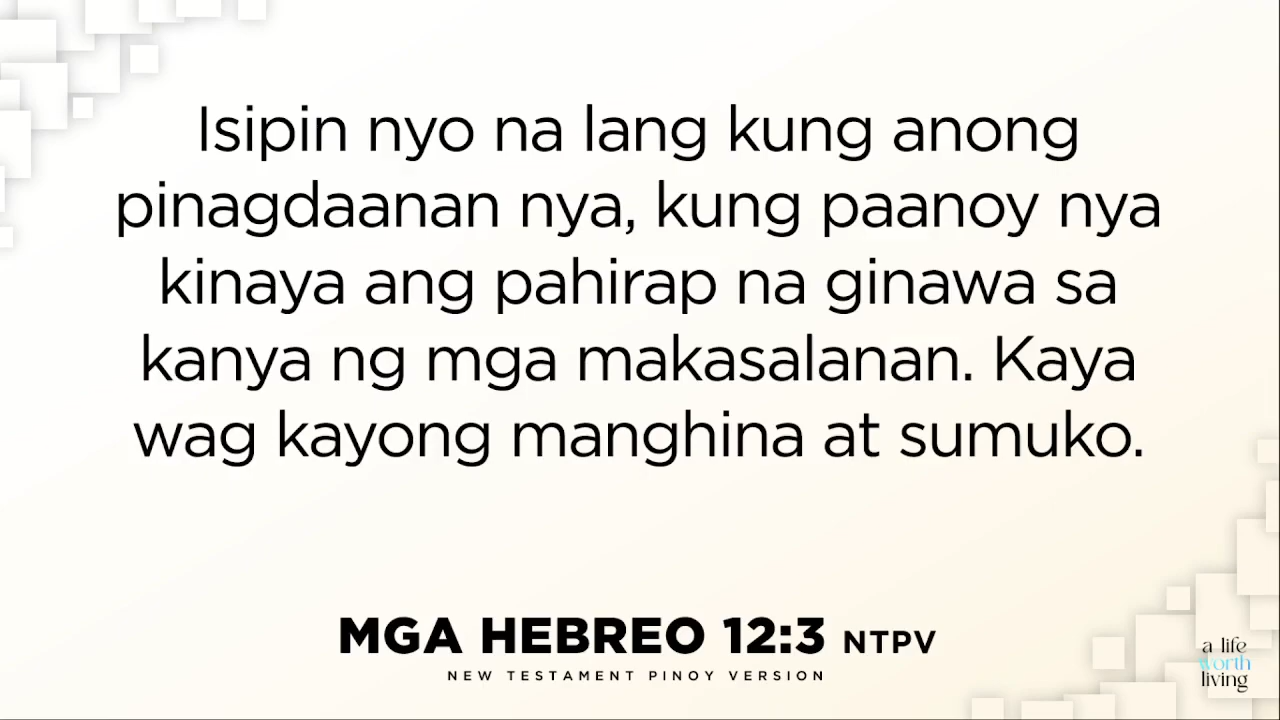 Isipin nyo na lang kung anong
pinagdaanan nya, kung paanoy nya
kinaya ang pahirap na ginawa sa
kanya ng mga makasalanan. Kaya
wag kayong manghina at sumuko.
MGA HEBREO 12:3 NTPV
NEW TESTAMENT PINOY VERSION
a life
worth
living